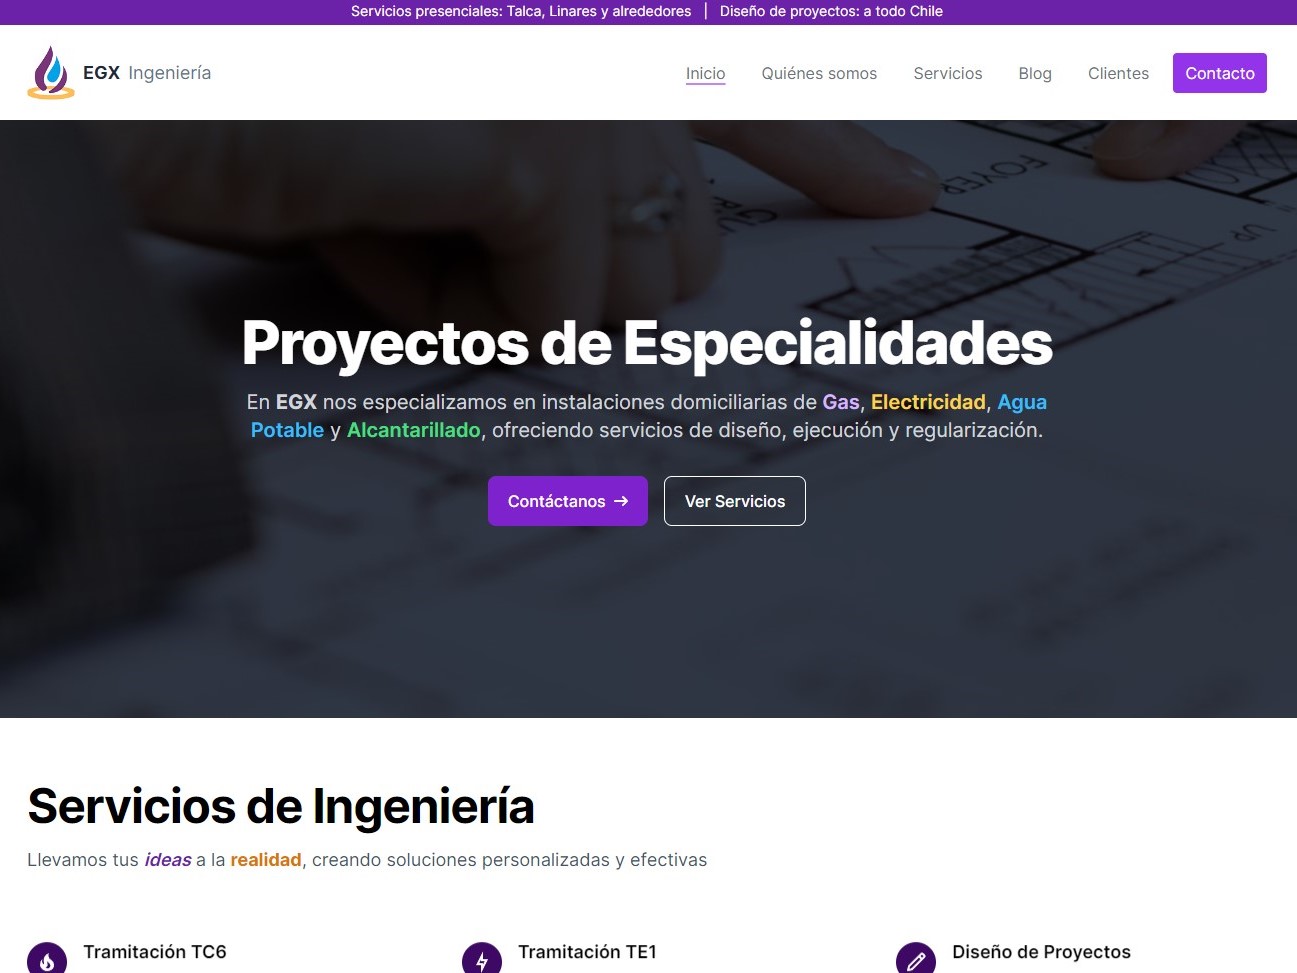 Servicios presenciales: Talca, Linares y alrededores | Diseño de proyectos: a todo Chile
EGX Ingeniería
Inicio
Quiénes somos
Servicios
Blog
Clientes
Contacto
FOYER
UP
Proyectos de Especialidades
En EGX nos especializamos en instalaciones domiciliarias de Gas, Electricidad, Agua
Potable y Alcantarillado, ofreciendo servicios de diseño, ejecución y regularización.
Contáctanos →
Ver Servicios
Servicios de Ingeniería
Llevamos tus ideas a la realidad, creando soluciones personalizadas y efectivas
Tramitación TC6
Tramitación TE1
Diseño de Proyectos